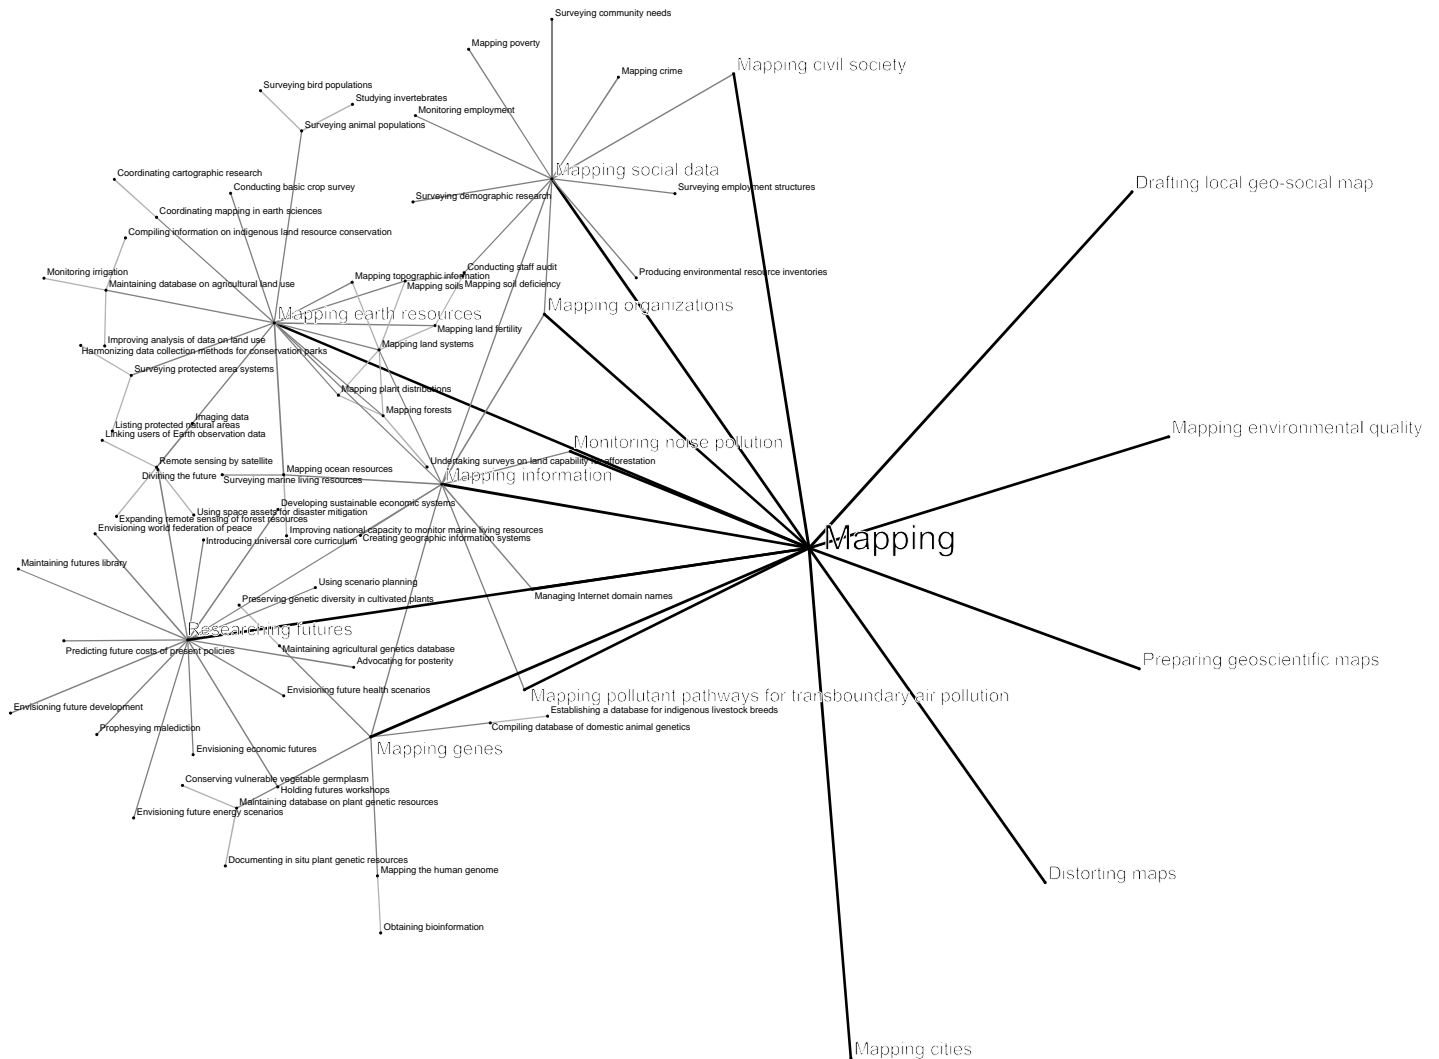 Surveying community needs
Mapping poverty
Mapping civil society
Mapping crime
Surveying bird populations
Studying invertebrates
Monitoring employment
Surveying animal populations
Mapping social data
Coordinating cartographic research
Drafting local geo-social map
Conducting basic crop survey
Surveying employment structures
Surveying demographic research
Coordinating mapping in earth sciences
Compiling information on indigenous land resource conservation
Conducting staff audit
Monitoring irrigation
Mapping topographic information
Producing environmental resource inventories
Maintaining database on agricultural land use
Mapping soils
Mapping soil deficiency
Mapping organizations
Mapping earth resources
Mapping land fertility
Improving analysis of data on land use
Mapping land systems
Harmonizing data collection methods for conservation parks
Surveying protected area systems
Mapping plant distributions
Mapping forests
Imaging data
Listing protected natural areas
Mapping environmental quality
Linking users of Earth observation data
Monitoring noise pollution
Remote sensing by satellite
Undertaking surveys on land capability for afforestation
Mapping ocean resources
Divining the future
Surveying marine living resources
Mapping information
Developing sustainable economic systems
Using space assets for disaster mitigation
Expanding remote sensing of forest resources
Envisioning world federation of peace
Improving national capacity to monitor marine living resources
Introducing universal core curriculum
Creating geographic information systems
Mapping
Maintaining futures library
Using scenario planning
Preserving genetic diversity in cultivated plants
Managing Internet domain names
Researching futures
Predicting future costs of present policies
Maintaining agricultural genetics database
Advocating for posterity
Preparing geoscientific maps
Envisioning future health scenarios
Mapping pollutant pathways for transboundary air pollution
Envisioning future development
Establishing a database for indigenous livestock breeds
Prophesying malediction
Compiling database of domestic animal genetics
Envisioning economic futures
Mapping genes
Conserving vulnerable vegetable germplasm
Holding futures workshops
Maintaining database on plant genetic resources
Envisioning future energy scenarios
Documenting in situ plant genetic resources
Mapping the human genome
Distorting maps
Obtaining bioinformation
Mapping cities